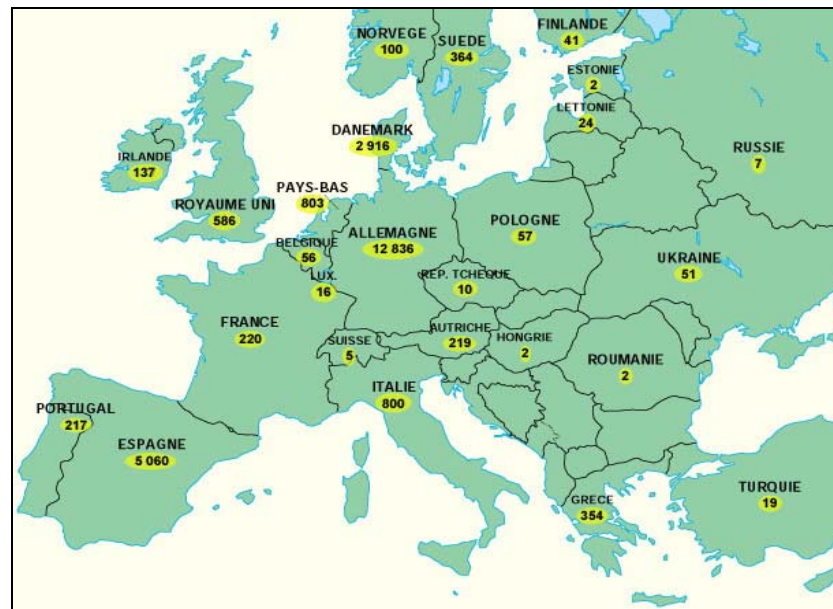 FINLANDE
41
NORVEGE
100
SUEDE
364
ESTONIE
2
LETTONIE
24
DANEMARK
2 916
RUSSIE
7
IRLANDE
137
PAYS-BAS
803
ROYAUME UNI
586
ALLEMAGNE
12 836
POLOGNE
57
BELGIQUE
56
UKRAINE
51
LUX.
16
REP. TCHEQUE
10
FRANCE
220
AUTRICHE
219
HONGRIE
2
SUISSE
5
ROUMANIE
2
ITALIE
800
PORTUGAL
217
ESPAGNE
5 060
GRECE
354
TURQUIE
19